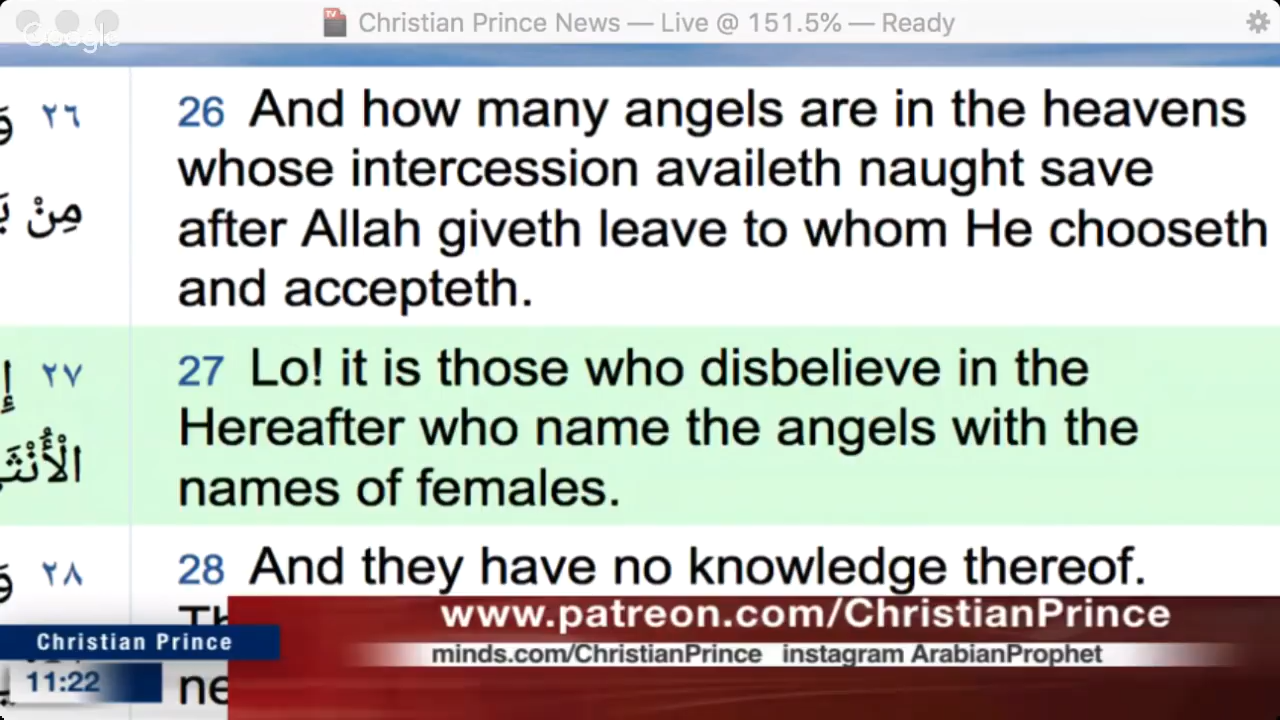 Christian Prince News — Live @ 151.5% — Ready
Google
26 And how many angels are in the heavens
whose intercession availeth naught save
after Allah giveth leave to whom He chooseth
and accepteth.
٢٦
مِنْ
27 Lo! it is those who disbelieve in the
Hereafter who name the angels with the
names of females.
٢٧
28 And they have no knowledge thereof.
٢٨
www.patreon.com/ChristianPrince
Christian Prince
minds.com/ChristianPrince instagram ArabianProphet
11:22